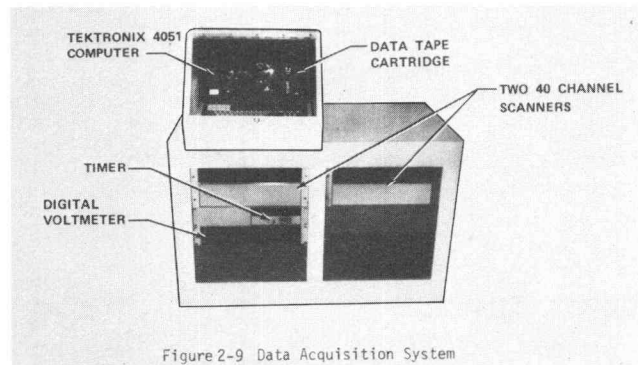 TEKTRONIX 4051
COMPUTER
DATA TAPE
CARTRIDGE
TWO 40 CHANNEL
SCANNERS
TIMER
DIGITAL
VOLTMETER
Figure 2-9 Data Acquisition System